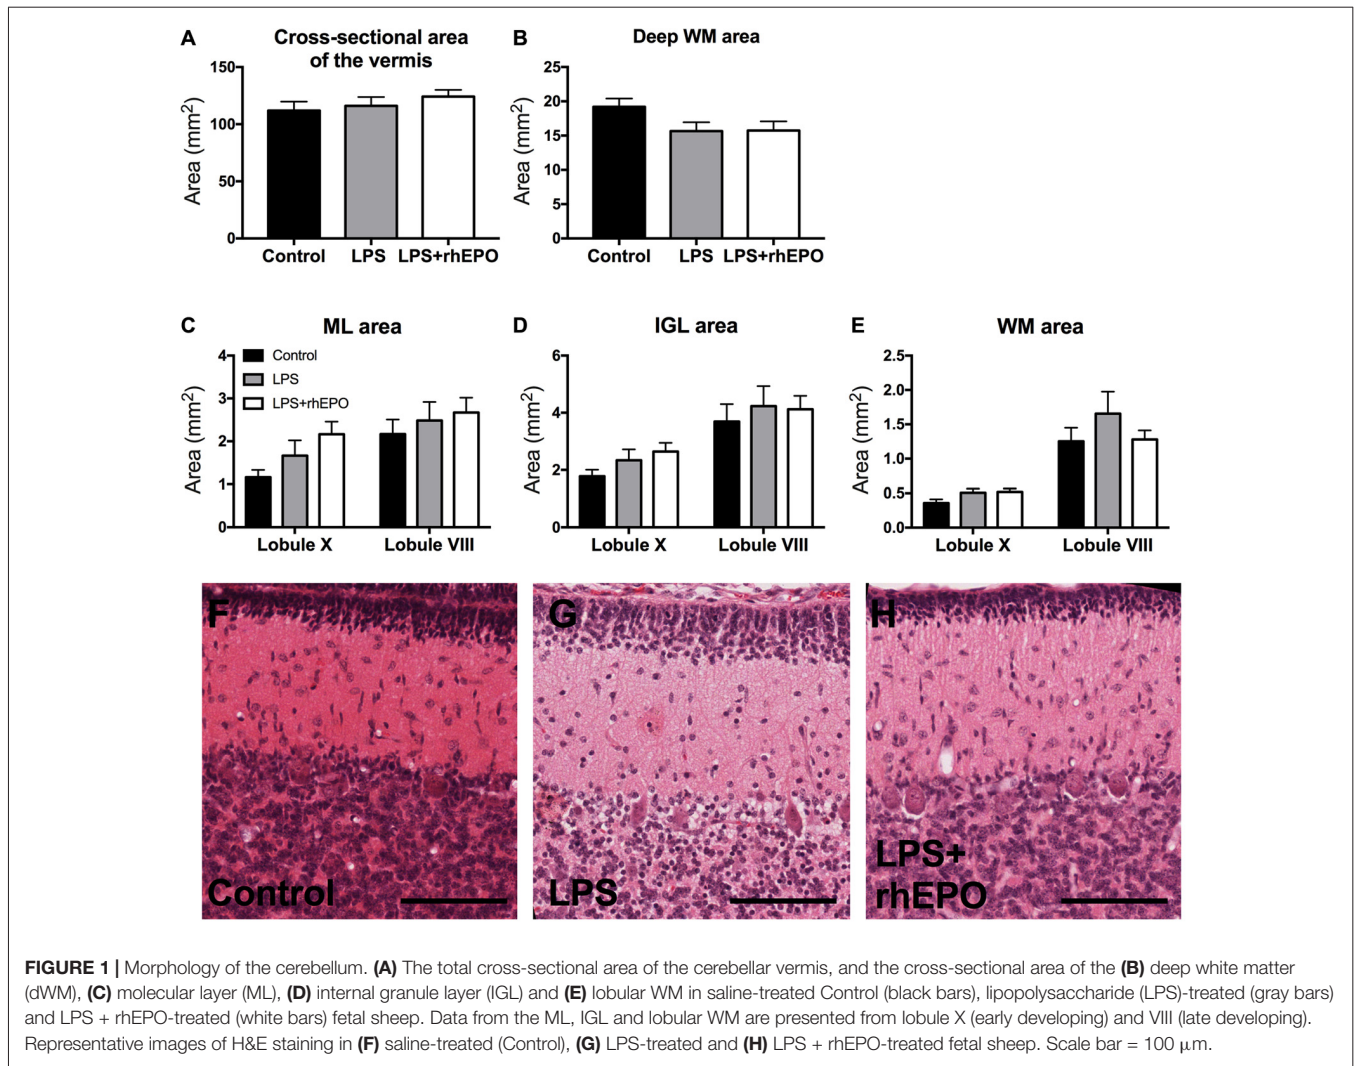 A
Cross-sectional area
of the vermis
Area (mm²)
150
100
50
0
Control LPS LPS+rhEPO
B
Deep WM area
Area (mm²)
25
20
15
10
5
0
Control LPS LPS+rhEPO
C
ML area
Area (mm²)
4
3
2
1
0
Control
LPS
LPS+rhEPO
Lobule X Lobule VIII
D
IGL area
Area (mm²)
6
4
2
0
Lobule X Lobule VIII
E
WM area
Area (mm²)
2.5
2.0
1.5
1.0
0.5
0.0
Lobule X Lobule VIII
F
Control
G
LPS
H
LPS+
rhEPO
FIGURE 1 | Morphology of the cerebellum. (A) The total cross-sectional area of the cerebellar vermis, and the cross-sectional area of the (B) deep white matter
(dWM), (C) molecular layer (ML), (D) internal granule layer (IGL) and (E) lobular WM in saline-treated Control (black bars), lipopolysaccharide (LPS)-treated (gray bars)
and LPS + rhEPO-treated (white bars) fetal sheep. Data from the ML, IGL and lobular WM are presented from lobule X (early developing) and VIII (late developing).
Representative images of H&E staining in (F) saline-treated (Control), (G) LPS-treated and (H) LPS + rhEPO-treated fetal sheep. Scale bar = 100 μm.